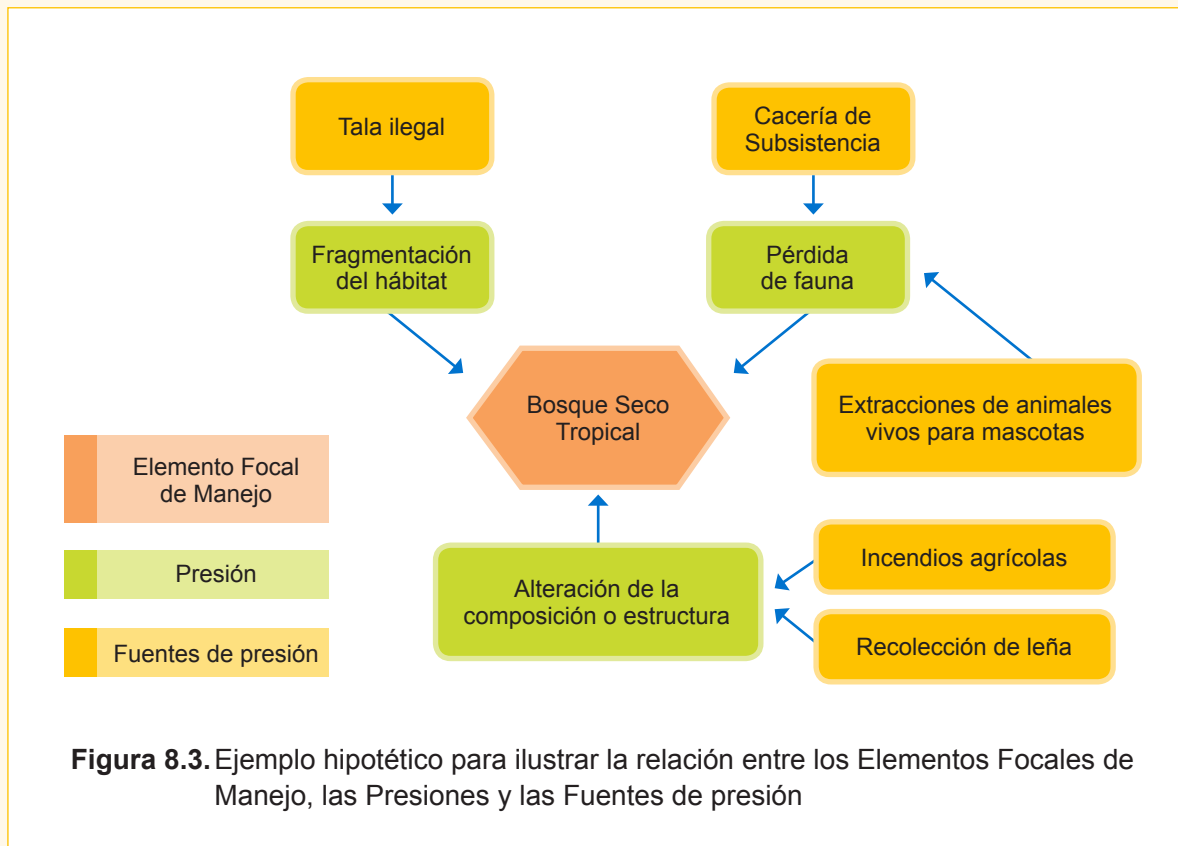 Tala ilegal
Cacería de
Subsistencia
Fragmentación
del hábitat
Pérdida
de fauna
Bosque Seco
Tropical
Extracciones de animales
vivos para mascotas
Elemento Focal
de Manejo
Presión
Fuentes de presión
Alteración de la
composición o estructura
Incendios agrícolas
Recolección de leña
Figura 8.3. Ejemplo hipotético para ilustrar la relación entre los Elementos Focales de
Manejo, las Presiones y las Fuentes de presión